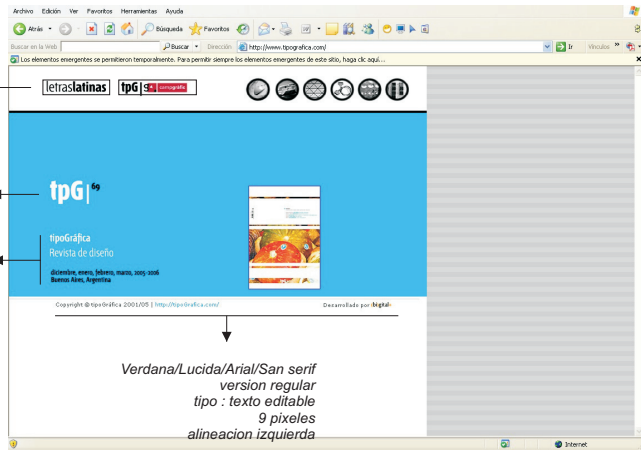 Archivo Edición Ver Favoritos Herramientas Ayuda
Atrás Búsqueda Favoritos
Buscar en la Web Buscar Dirección http://www.tipografica.com/ Ir Vínculos »
Los elementos emergentes se permitieron temporalmente. Para permitir siempre los elementos emergentes de este sitio, haga clic aquí...
letraslatinas tpG
tpG| 69
tipoGráfica
Revista de diseño
diciembre, enero, febrero, marzo, 2005-2006
Buenos Aires, Argentina
Copyright © tipoGráfica 2001/05 | http://tipoGrafica.com/ Desarrollado por ibigital-
Verdana/Lucida/Arial/San serif
version regular
tipo : texto editable
9 pixeles
alineacion izquierda
Internet